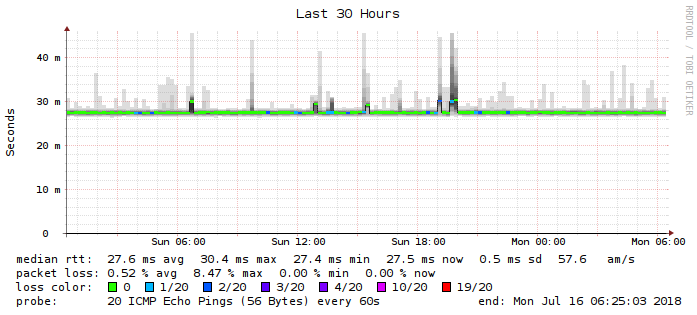 Last 30 Hours
RRDTOOL / TOBI OETIKER
Seconds
40 m
30 m
20 m
10 m
0
Sun 06:00 Sun 12:00 Sun 18:00 Mon 00:00 Mon 06:00
median rtt: 27.6 ms avg 30.4 ms max 27.4 ms min 27.5 ms now 0.5 ms sd 57.6 am/s
packet loss: 0.52 % avg 8.47 % max 0.00 % min 0.00 % now
loss color: 0 1/20 2/20 3/20 4/20 10/20 19/20
probe: 20 ICMP Echo Pings (56 Bytes) every 60s end: Mon Jul 16 06:25:03 2018